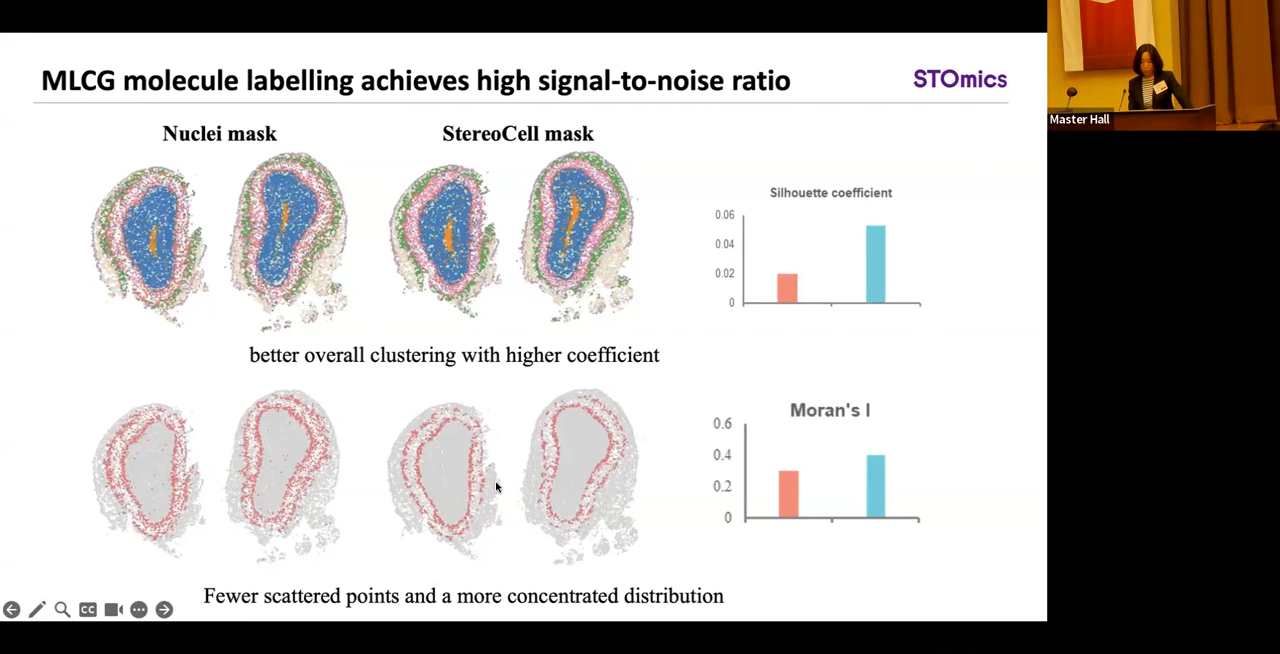 MLCG molecule labelling achieves high signal-to-noise ratio
STOmics
Master Hall
Nuclei mask
StereoCell mask
Silhouette coefficient
0.06
0.04
0.02
0
better overall clustering with higher coefficient
Moran's I
0.6
0.4
0.2
0
Fewer scattered points and a more concentrated distribution
CC